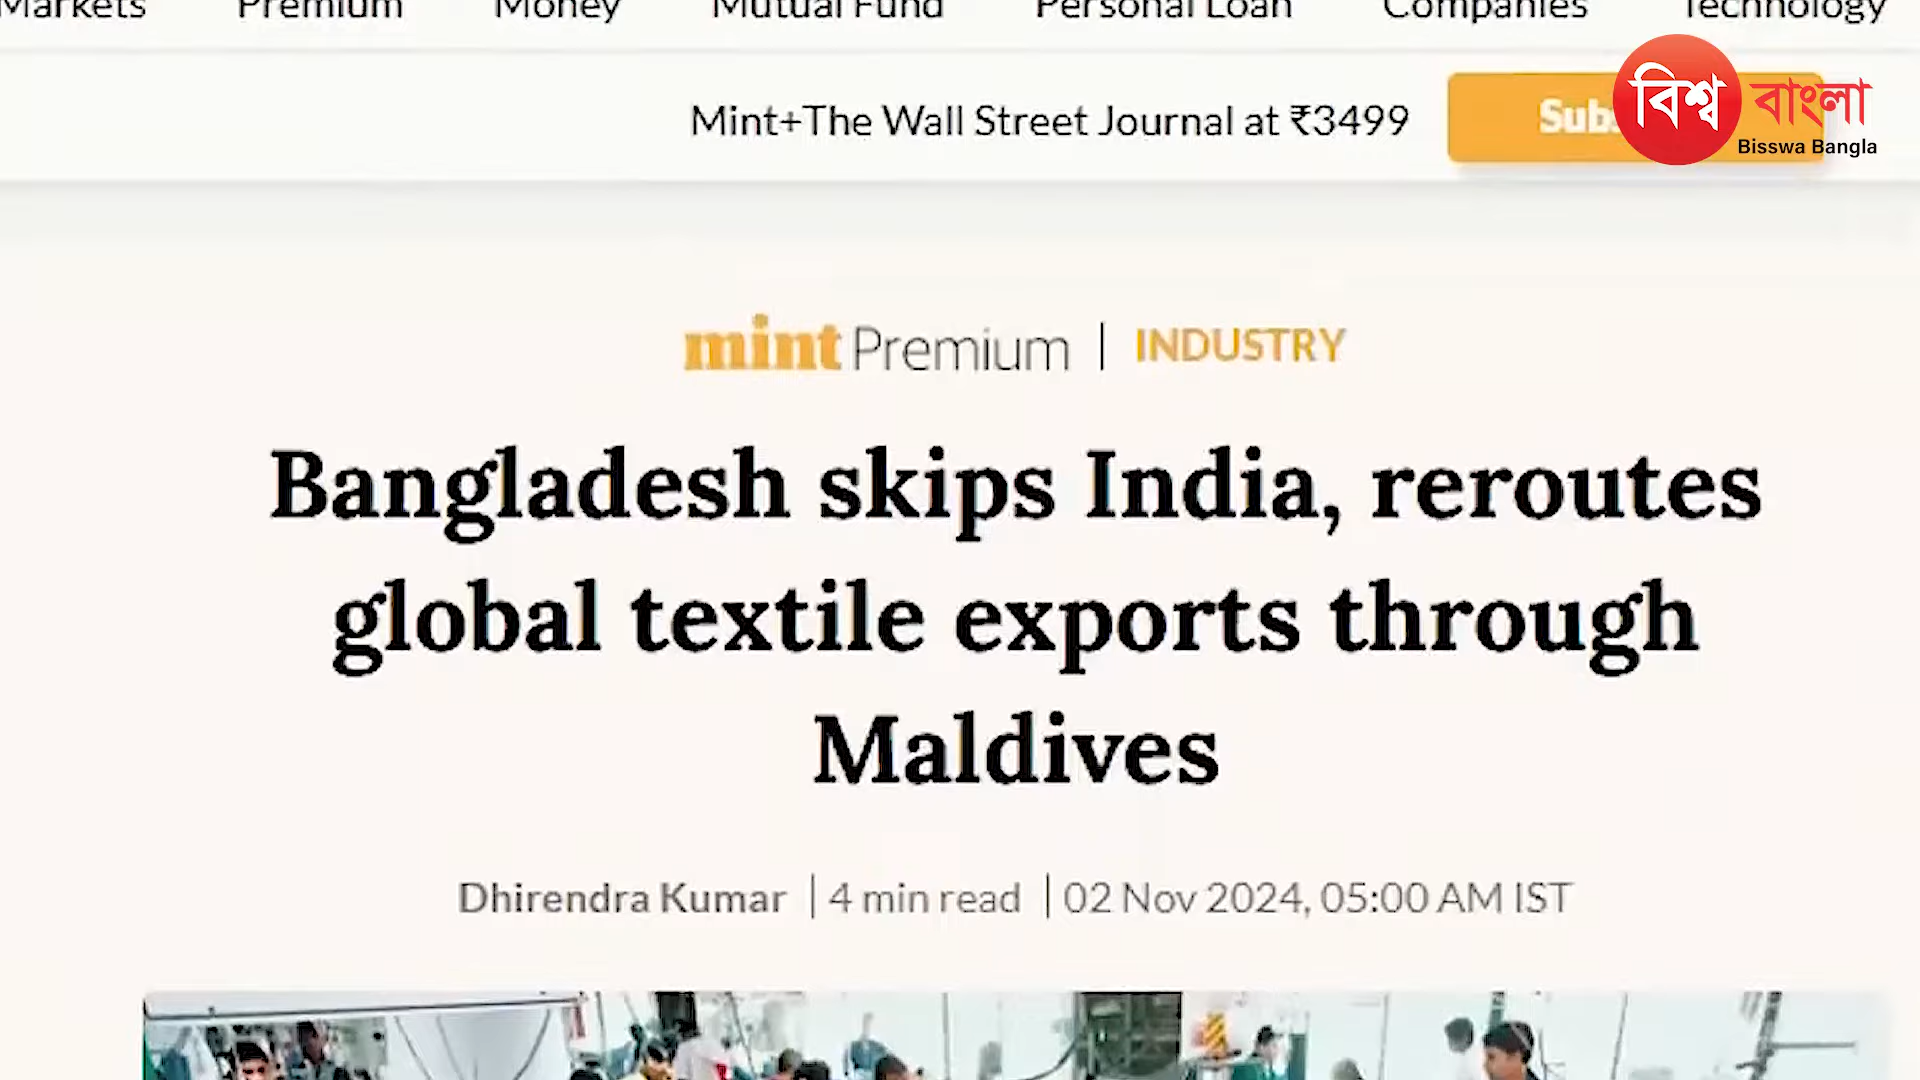 Markets Premium Money Mutual Fund Personal Loan Companies Technology
Mint+The Wall Street Journal at ₹3499
বিশ্ব বাংলা
Bisswa Bangla
mint Premium | INDUSTRY
Bangladesh skips India, reroutes
global textile exports through
Maldives
Dhirendra Kumar | 4 min read | 02 Nov 2024, 05:00 AM IST